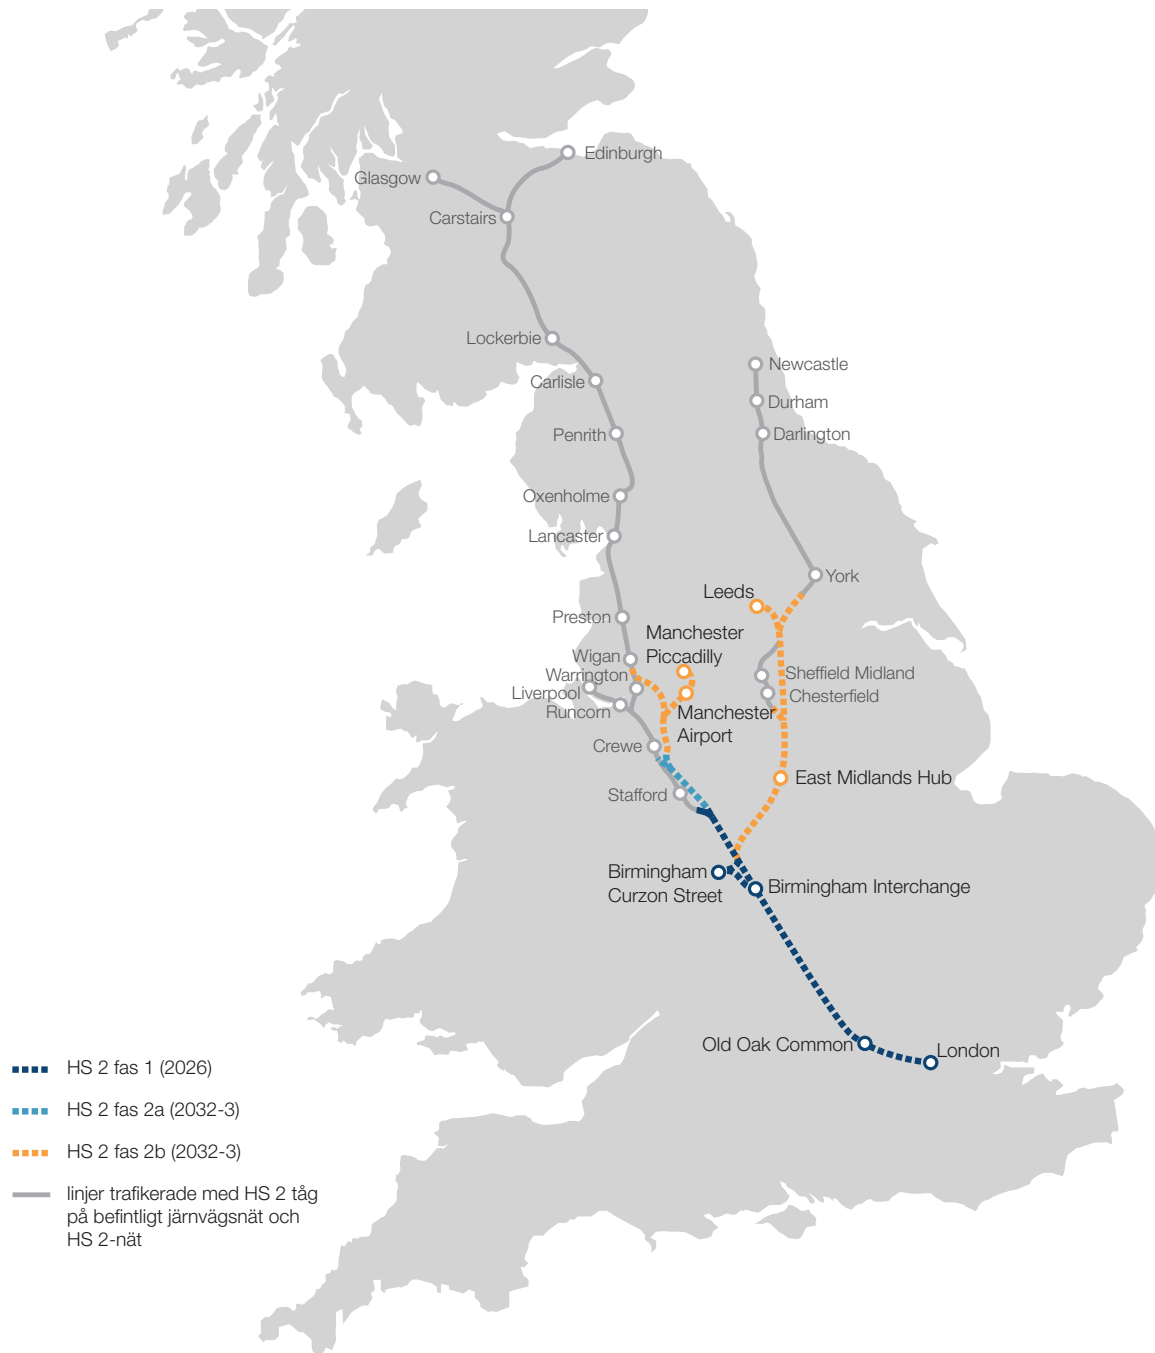 Edinburgh
Glasgow
Carstairs
Lockerbie
Newcastle
Carlisle
Durham
Penrith
Darlington
Oxenholme
Lancaster
York
Leeds
Preston
Manchester
Piccadilly
Wigan
Warrington
Sheffield Midland
Liverpool
Chesterfield
Runcorn
Manchester
Airport
Crewe
East Midlands Hub
Stafford
Birmingham
Curzon Street
Birmingham Interchange
Old Oak Common
London
HS 2 fas 1 (2026)
HS 2 fas 2a (2032-3)
HS 2 fas 2b (2032-3)
linjer trafikerade med HS 2 tåg
på befintligt järnvägsnät och
HS 2-nät